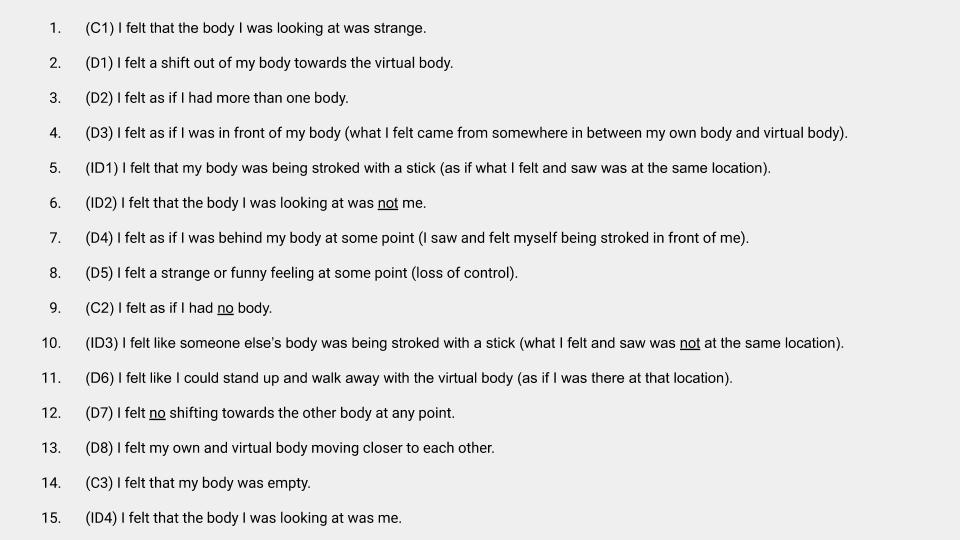 1. (C1) I felt that the body I was looking at was strange.
2. (D1) I felt a shift out of my body towards the virtual body.
3. (D2) I felt as if I had more than one body.
4. (D3) I felt as if I was in front of my body (what I felt came from somewhere in between my own body and virtual body).
5. (ID1) I felt that my body was being stroked with a stick (as if what I felt and saw was at the same location).
6. (ID2) I felt that the body I was looking at was not me.
7. (D4) I felt as if I was behind my body at some point (I saw and felt myself being stroked in front of me).
8. (D5) I felt a strange or funny feeling at some point (loss of control).
9. (C2) I felt as if I had no body.
10. (ID3) I felt like someone else’s body was being stroked with a stick (what I felt and saw was not at the same location).
11. (D6) I felt like I could stand up and walk away with the virtual body (as if I was there at that location).
12. (D7) I felt no shifting towards the other body at any point.
13. (D8) I felt my own and virtual body moving closer to each other.
14. (C3) I felt that my body was empty.
15. (ID4) I felt that the body I was looking at was me.